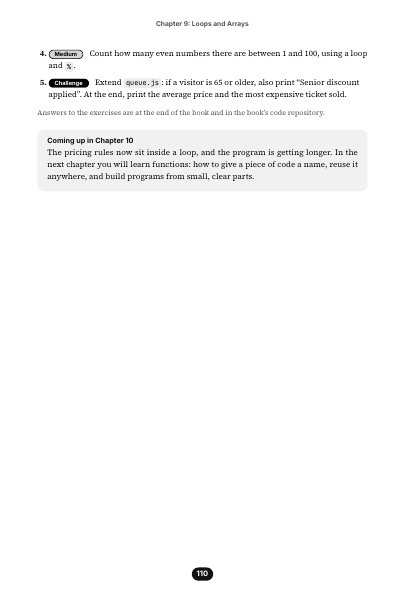 Chapter 9: Loops and Arrays
4. Medium Count how many even numbers there are between 1 and 100, using a loop
and %.
5. Challenge Extend queue.js: if a visitor is 65 or older, also print “Senior discount
applied”. At the end, print the average price and the most expensive ticket sold.
Answers to the exercises are at the end of the book and in the book’s code repository.
Coming up in Chapter 10
The pricing rules now sit inside a loop, and the program is getting longer. In the
next chapter you will learn functions: how to give a piece of code a name, reuse it
anywhere, and build programs from small, clear parts.
110